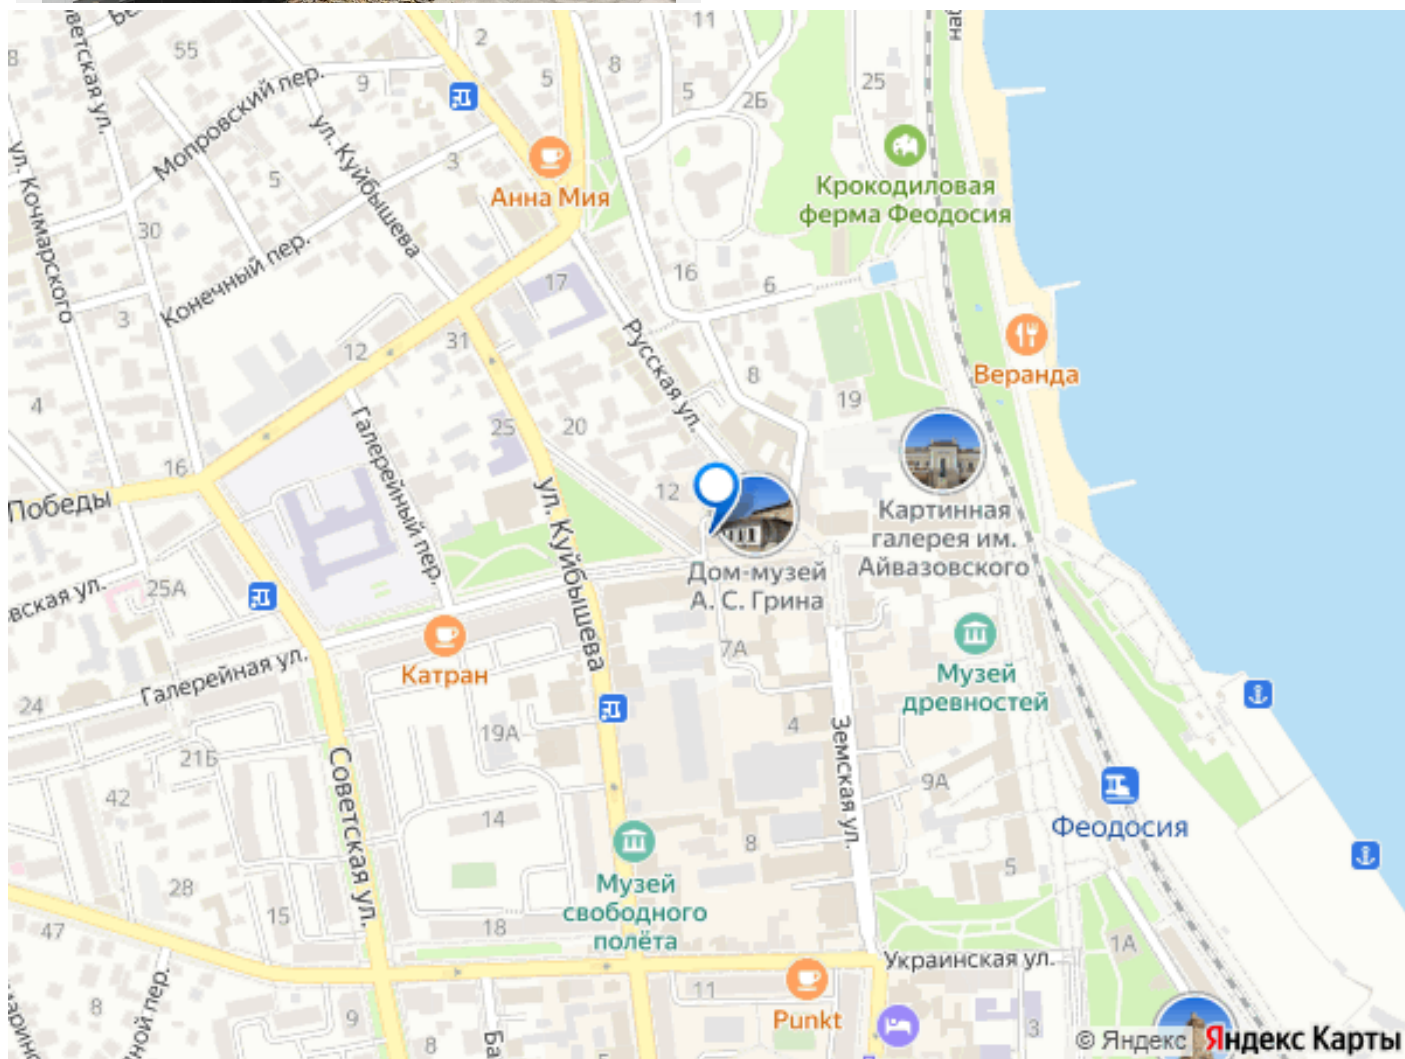 11
55
2
8
8
5
9
5
2Б
25
ул. Кочмарского
Мопровский пер.
ул. Куйбышева
3
5
Анна Мия
Крокодиловая
ферма Феодосия
30
Конечный пер.
3
17
16
6
12
31
Русская ул.
8
Веранда
19
4
25
20
Галерейный пер.
ул. Куйбышева
16
12
Победы
Картинная
галерея им.
Айвазовского
Дом-музей
А. С. Грина
25А
7А
Катран
Галерейная ул.
Музей
древностей
24
19А
4
21Б
42
Советская ул.
Земская ул.
9А
14
Феодосия
8
5
28
Музей
свободного
полёта
15
18
47
1А
Украинская ул.
11
Punkt
8
9
8
3
© Яндекс Яндекс Карты